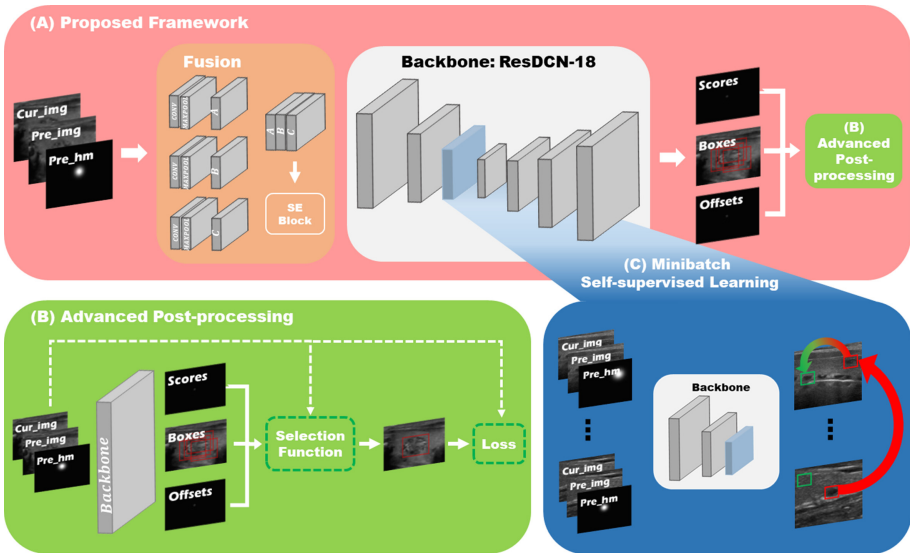 (A) Proposed Framework
Cur_img
Pre_img
Pre_hm
Fusion
CONV
MAXPOOL
A
CONV
MAXPOOL
B
CONV
MAXPOOL
C
A
B
C
SE
Block
Backbone: ResDCN-18
Scores
Boxes
Offsets
(B)
Advanced
Post-
processing
(B) Advanced Post-processing
Cur_img
Pre_img
Pre_hm
Backbone
Scores
Boxes
Offsets
Selection
Function
Loss
(C) Minibatch
Self-supervised Learning
Cur_img
Pre_img
Pre_hm
Cur_img
Pre_img
Pre_hm
Backbone